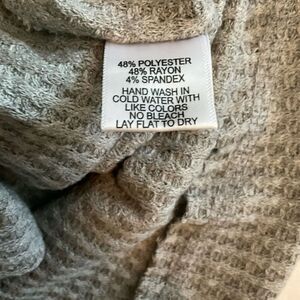 48% POLYESTER
48% RAYON
4% SPANDEX
HAND WASH IN
COLD WATER WITH
LIKE COLORS
NO BLEACH
LAY FLAT TO DRY